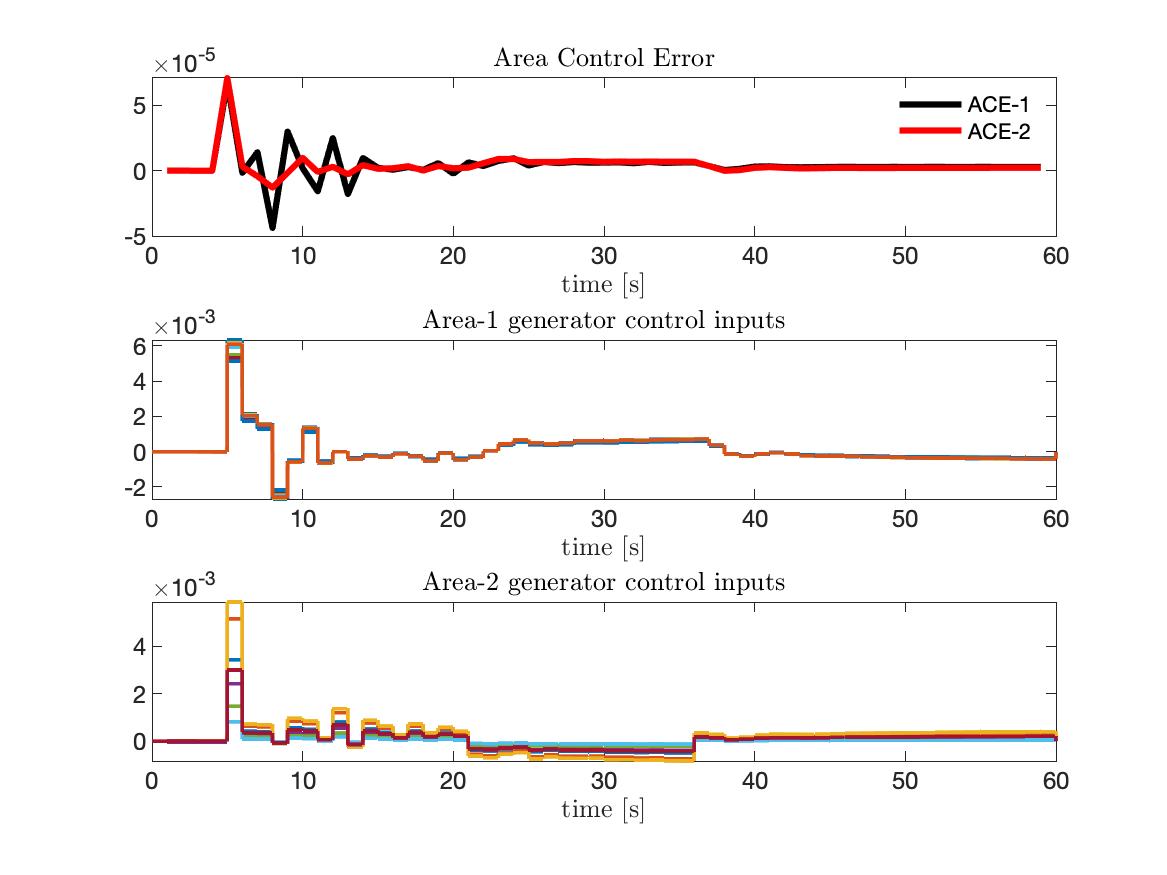 ×10-5
Area Control Error
5
0
-5
ACE-1
ACE-2
0 10 20 30 40 50 60
time [s]
×10-3
Area-1 generator control inputs
6
4
2
0
-2
0 10 20 30 40 50 60
time [s]
×10-3
Area-2 generator control inputs
4
2
0
0 10 20 30 40 50 60
time [s]